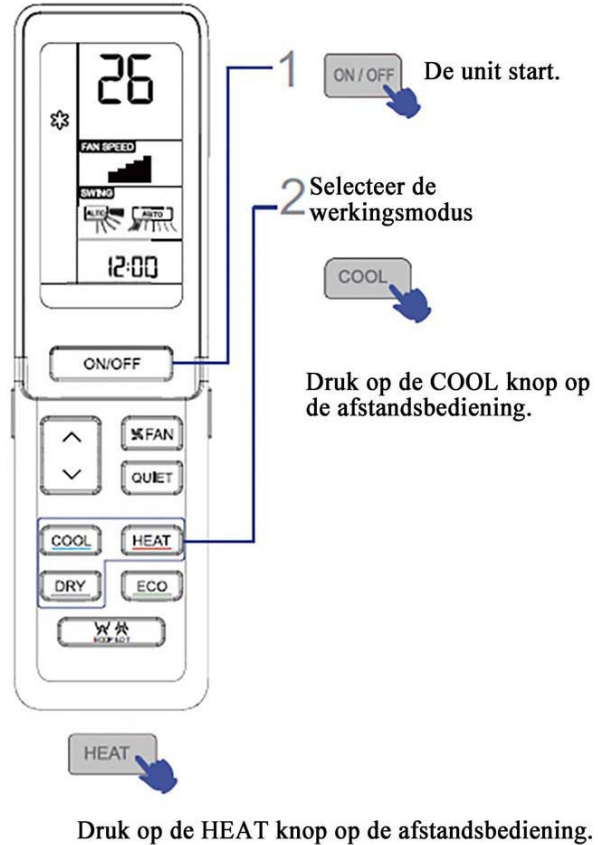 26
FAN SPEED
SWING
AUTO AUTO
12:00
ON/OFF
FAN
QUIET
COOL HEAT
DRY ECO
1 ON / OFF De unit start.
2 Selecteer de
werkingsmodus
COOL
Druk op de COOL knop op
de afstandsbediening.
HEAT
Druk op de HEAT knop op de afstandsbediening.